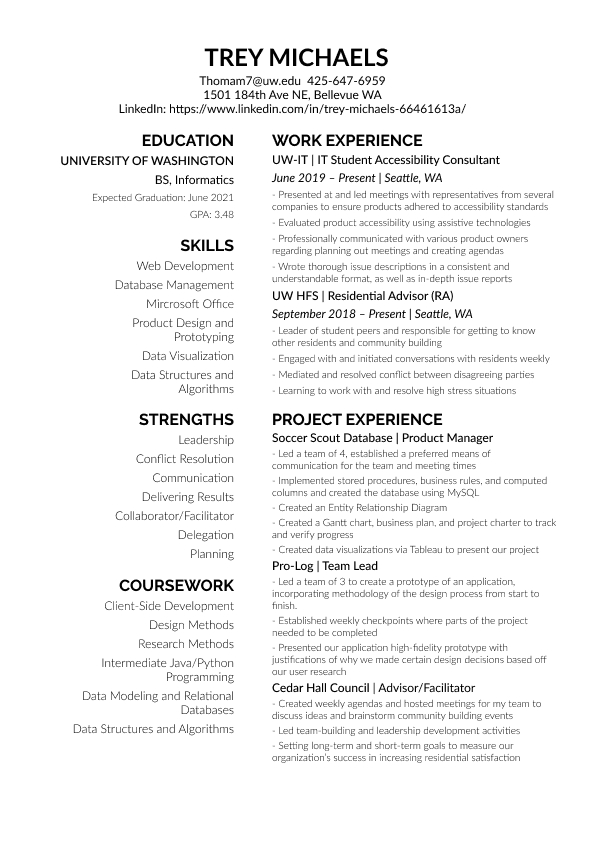 TREY MICHAELS
Thomam7@uw.edu 425-647-6959
1501 184th Ave NE, Bellevue WA
LinkedIn: https://www.linkedin.com/in/trey-michaels-66461613a/
EDUCATION
UNIVERSITY OF WASHINGTON
BS, Informatics
Expected Graduation: June 2021
GPA: 3.48
SKILLS
Web Development
Database Management
Mircrosoft Office
Product Design and
Prototyping
Data Visualization
Data Structures and
Algorithms
STRENGTHS
Leadership
Conflict Resolution
Communication
Delivering Results
Collaborator/Facilitator
Delegation
Planning
COURSEWORK
Client-Side Development
Design Methods
Research Methods
Intermediate Java/Python
Programming
Data Modeling and Relational
Databases
Data Structures and Algorithms
WORK EXPERIENCE
UW-IT | IT Student Accessibility Consultant
June 2019 – Present | Seattle, WA
- Presented at and led meetings with representatives from several
companies to ensure products adhered to accessibility standards
- Evaluated product accessibility using assistive technologies
- Professionally communicated with various product owners
regarding planning out meetings and creating agendas
- Wrote thorough issue descriptions in a consistent and
understandable format, as well as in-depth issue reports
UW HFS | Residential Advisor (RA)
September 2018 – Present | Seattle, WA
- Leader of student peers and responsible for getting to know
other residents and community building
- Engaged with and initiated conversations with residents weekly
- Mediated and resolved conflict between disagreeing parties
- Learning to work with and resolve high stress situations
PROJECT EXPERIENCE
Soccer Scout Database | Product Manager
- Led a team of 4, established a preferred means of
communication for the team and meeting times
- Implemented stored procedures, business rules, and computed
columns and created the database using MySQL
- Created an Entity Relationship Diagram
- Created a Gantt chart, business plan, and project charter to track
and verify progress
- Created data visualizations via Tableau to present our project
Pro-Log | Team Lead
- Led a team of 3 to create a prototype of an application,
incorporating methodology of the design process from start to
finish.
- Established weekly checkpoints where parts of the project
needed to be completed
- Presented our application high-fidelity prototype with
justifications of why we made certain design decisions based off
our user research
Cedar Hall Council | Advisor/Facilitator
- Created weekly agendas and hosted meetings for my team to
discuss ideas and brainstorm community building events
- Led team-building and leadership development activities
- Setting long-term and short-term goals to measure our
organization's success in increasing residential satisfaction